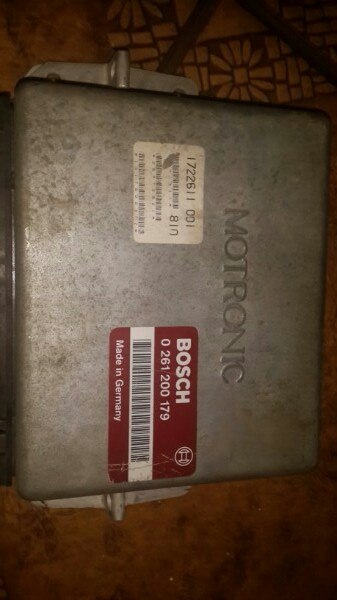 1722611 001
810
MOTRONIC
BOSCH
0 261 200 179
Made in Germany